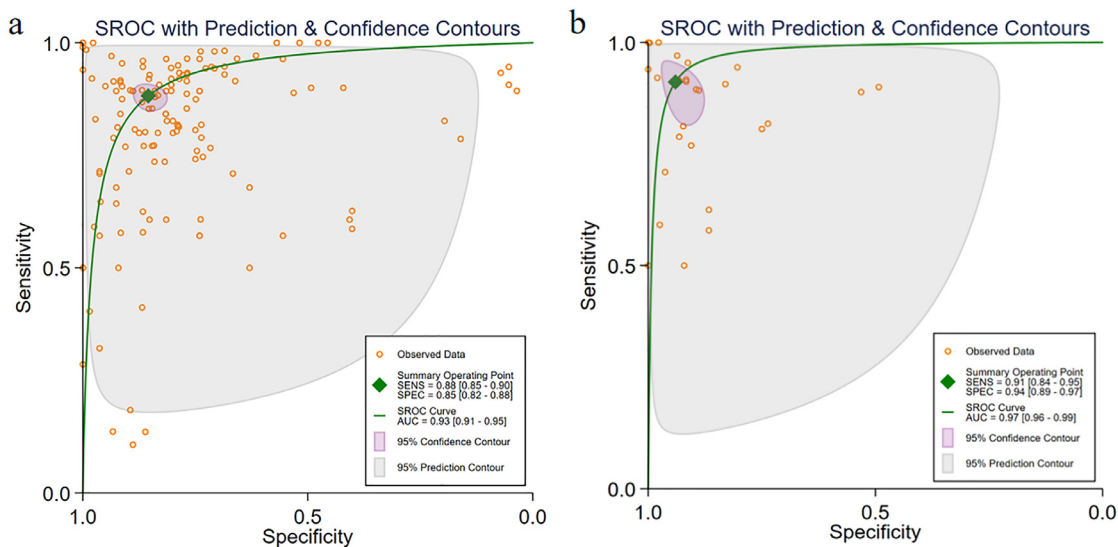 a
SROC with Prediction & Confidence Contours
1.0
0.5
0.0
Sensitivity
1.0
0.5
0.0
Specificity
Observed Data
Summary Operating Point
SENS = 0.88 [0.85 - 0.90]
SPEC = 0.85 [0.82 - 0.88]
SROC Curve
AUC = 0.93 [0.91 - 0.95]
95% Confidence Contour
95% Prediction Contour
b
SROC with Prediction & Confidence Contours
1.0
0.5
0.0
Sensitivity
1.0
0.5
0.0
Specificity
Observed Data
Summary Operating Point
SENS = 0.91 [0.84 - 0.95]
SPEC = 0.94 [0.89 - 0.97]
SROC Curve
AUC = 0.97 [0.96 - 0.99]
95% Confidence Contour
95% Prediction Contour